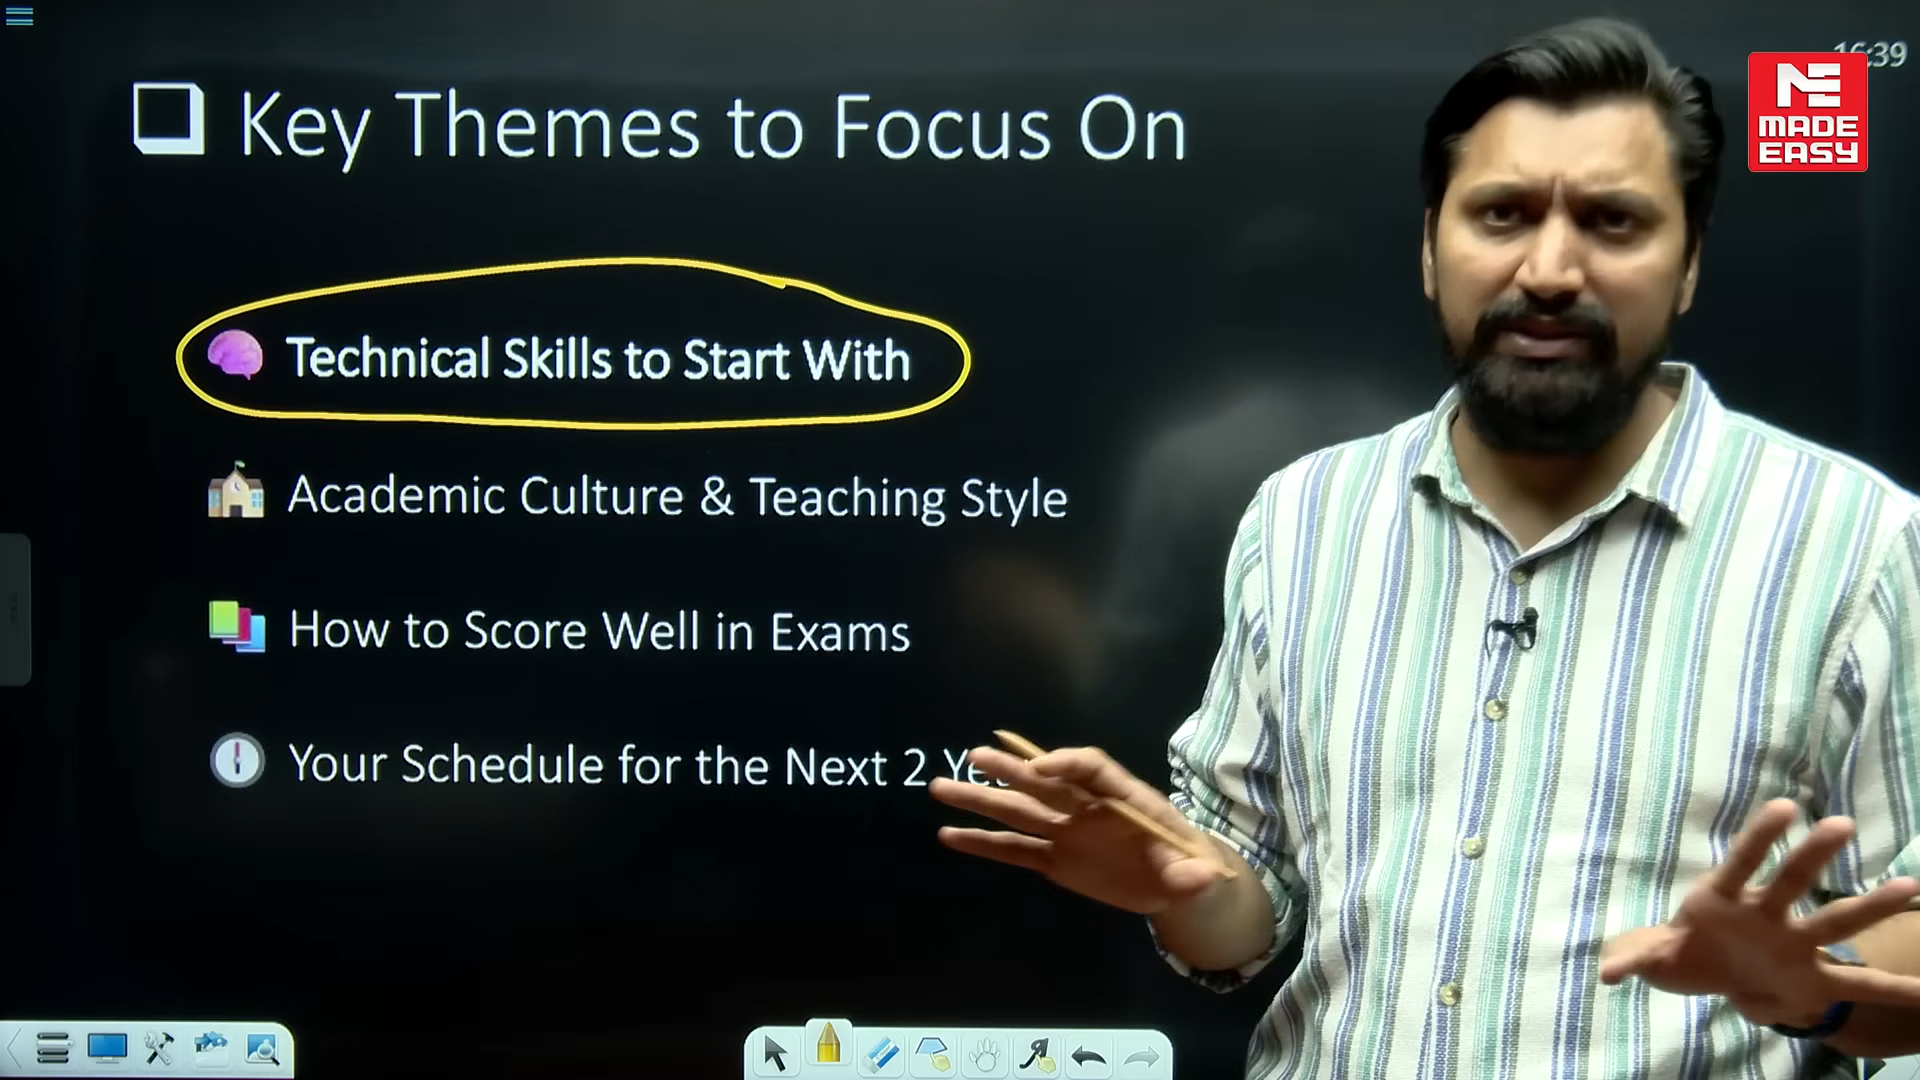 16:39
MADE
EASY
Key Themes to Focus On
Technical Skills to Start With
Academic Culture & Teaching Style
How to Score Well in Exams
Your Schedule for the Next 2